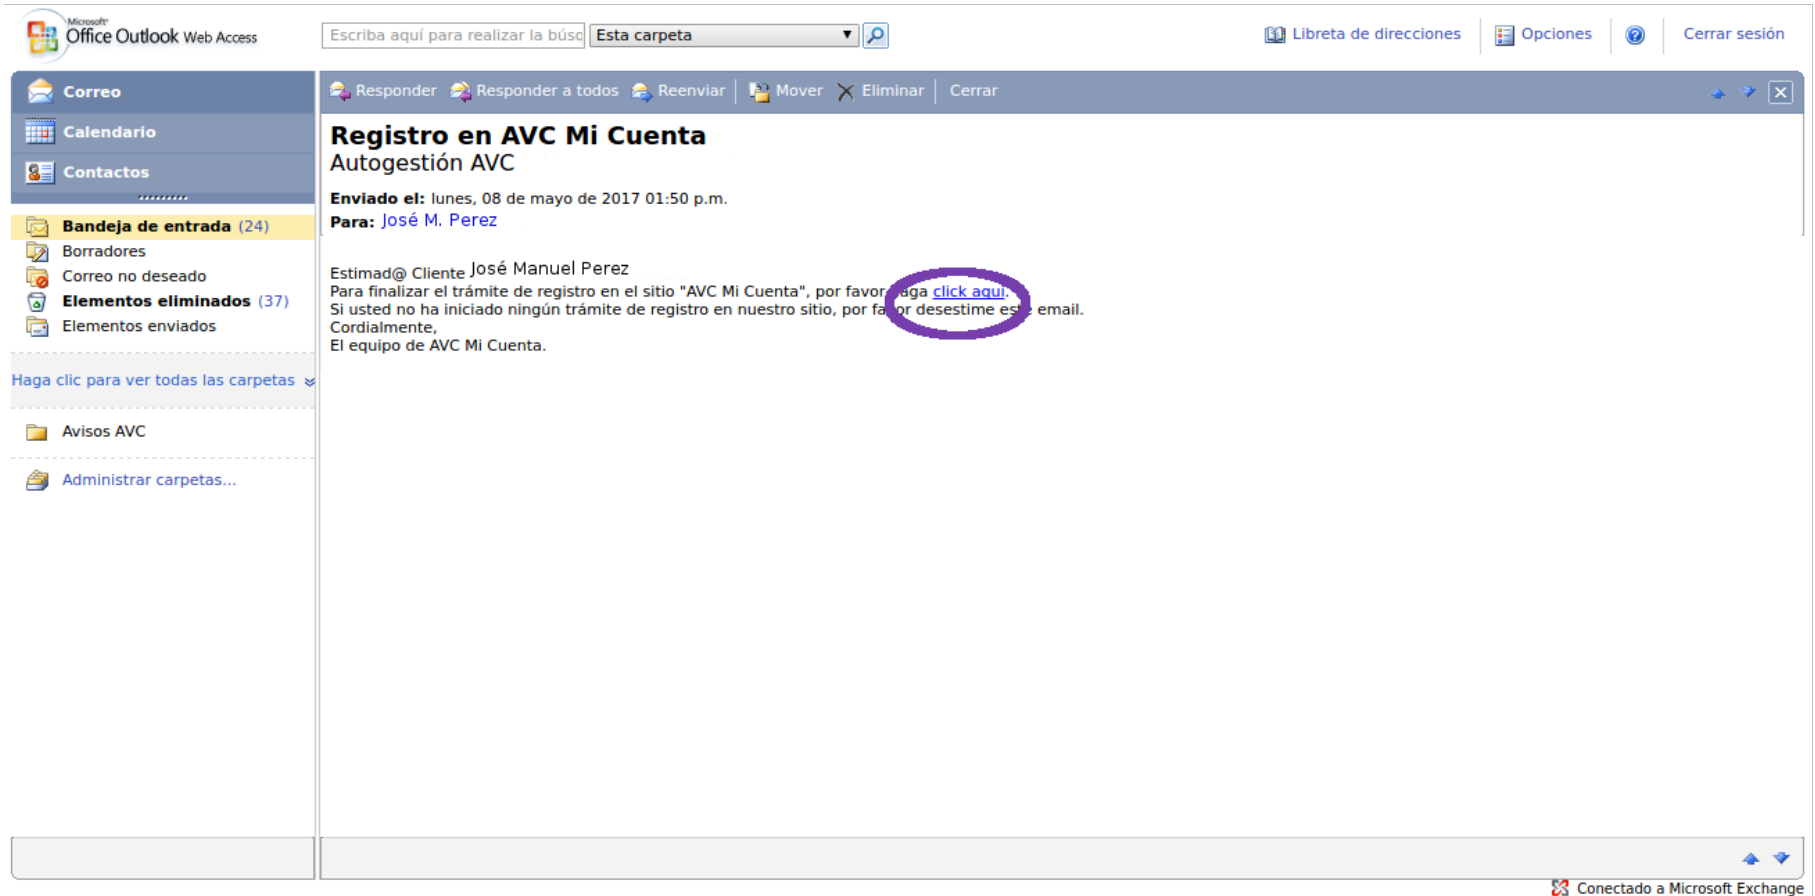 Microsoft
Office Outlook Web Access
Escriba aquí para realizar la búsq
Esta carpeta
Libreta de direcciones
Opciones
Cerrar sesión
Correo
Calendario
Contactos
Bandeja de entrada (24)
Borradores
Correo no deseado
Elementos eliminados (37)
Elementos enviados
Haga clic para ver todas las carpetas
Avisos AVC
Administrar carpetas...
Responder Responder a todos Reenviar Mover Eliminar Cerrar
Registro en AVC Mi Cuenta
Autogestión AVC
Enviado el: lunes, 08 de mayo de 2017 01:50 p.m.
Para: José M. Perez
Estimad@ Cliente José Manuel Perez
Para finalizar el trámite de registro en el sitio "AVC Mi Cuenta", por favor haga click aqui.
Si usted no ha iniciado ningún trámite de registro en nuestro sitio, por favor desestime este email.
Cordialmente,
El equipo de AVC Mi Cuenta.
Conectado a Microsoft Exchange